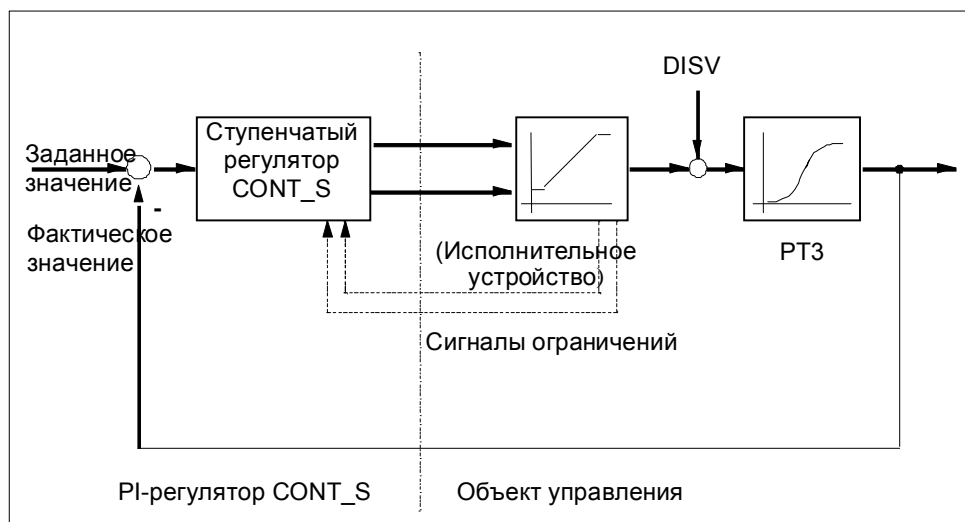 DISV
Ступенчатый
регулятор
CONT_S
Заданное
значение
-
Фактическое
значение
(Исполнительное
устройство)
PT3
Сигналы ограничений
PI-регулятор CONT_S
Объект управления